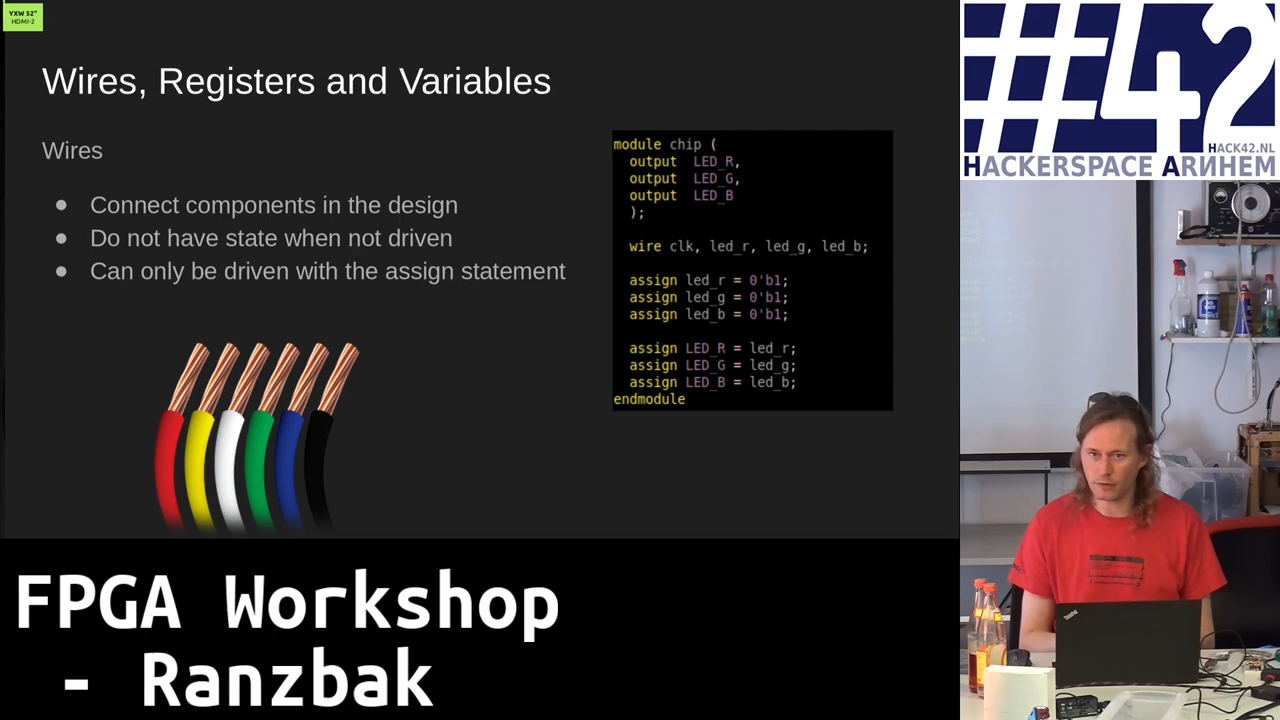 YXW 52"
HDMI-2
Wires, Registers and Variables
Wires
● Connect components in the design
● Do not have state when not driven
● Can only be driven with the assign statement
module chip (
output LED_R,
output LED_G,
output LED_B
);
wire clk, led_r, led_g, led_b;
assign led_r = 0'b1;
assign led_g = 0'b1;
assign led_b = 0'b1;
assign LED_R = led_r;
assign LED_G = led_g;
assign LED_B = led_b;
endmodule
FPGA Workshop
- Ranzbak
#42
HACK42.NL
HACKERSPACE ARNHEM
ThinkPad